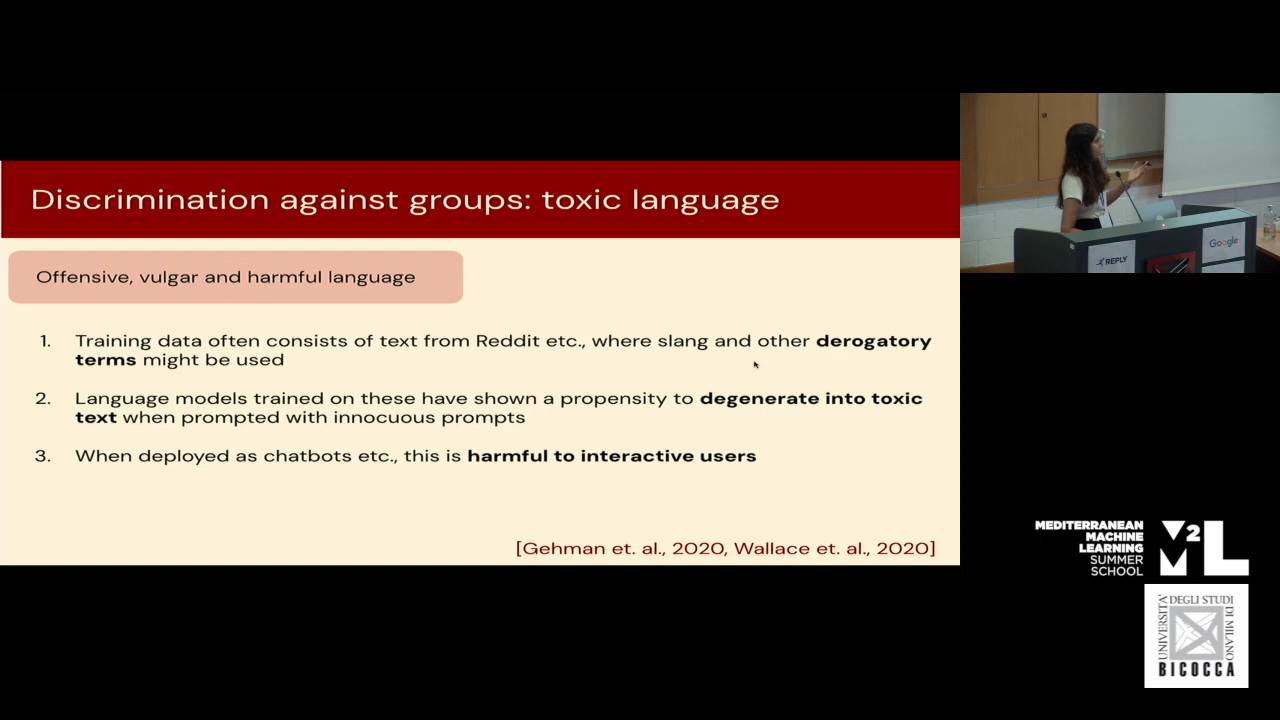 Discrimination against groups: toxic language
Offensive, vulgar and harmful language
1. Training data often consists of text from Reddit etc., where slang and other derogatory
terms might be used
2. Language models trained on these have shown a propensity to degenerate into toxic
text when prompted with innocuous prompts
3. When deployed as chatbots etc., this is harmful to interactive users
[Gehman et. al., 2020, Wallace et. al., 2020]
REPLY
Google
MEDITERRANEAN
MACHINE
LEARNING
SUMMER
SCHOOL
M2L
UNIVERSITA'
DEGLI STUDI
DI MILANO
BICOCCA